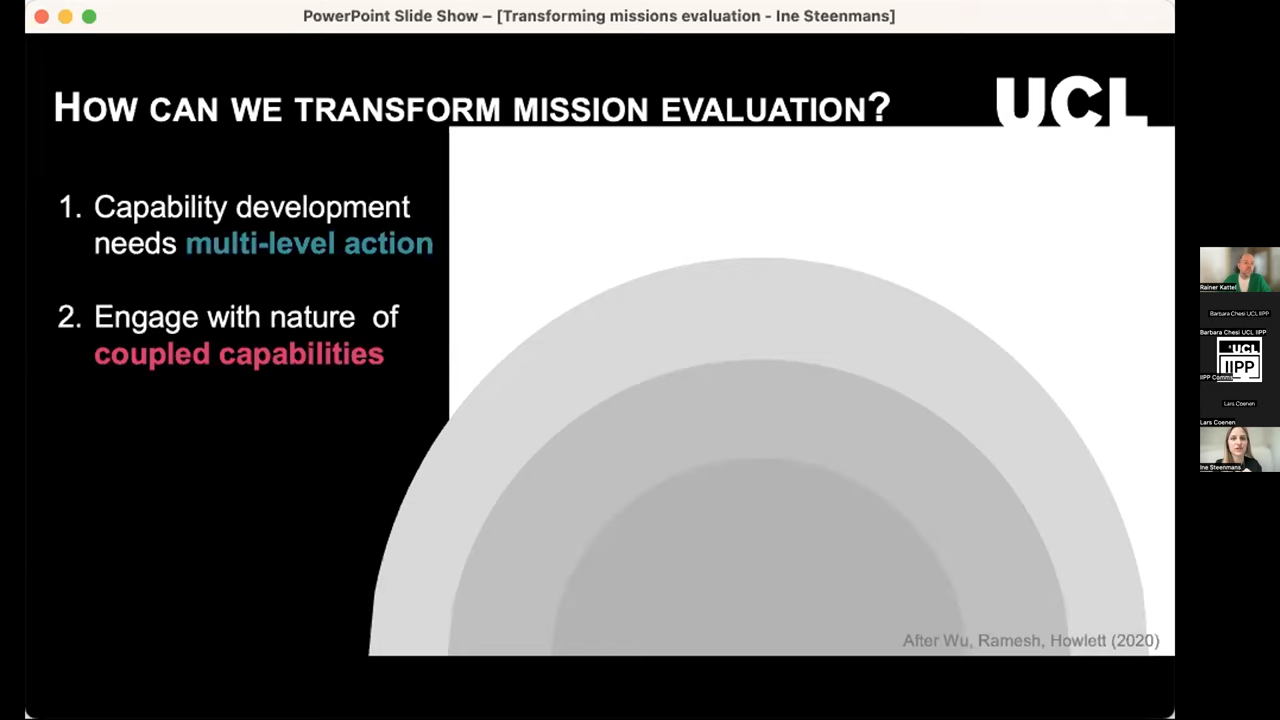 PowerPoint Slide Show – [Transforming missions evaluation - Ine Steenmans]
HOW CAN WE TRANSFORM MISSION EVALUATION?
UCL
1. Capability development
needs multi-level action
2. Engage with nature of
coupled capabilities
After Wu, Ramesh, Howlett (2020)
Rainer Kattel
Barbara Chesi UCL IIPP
Barbara Chesi UCL IIPP
UCL
IIPP
IIPP Comms
Lars Coenen
Lars Coenen
Ine Steenmans